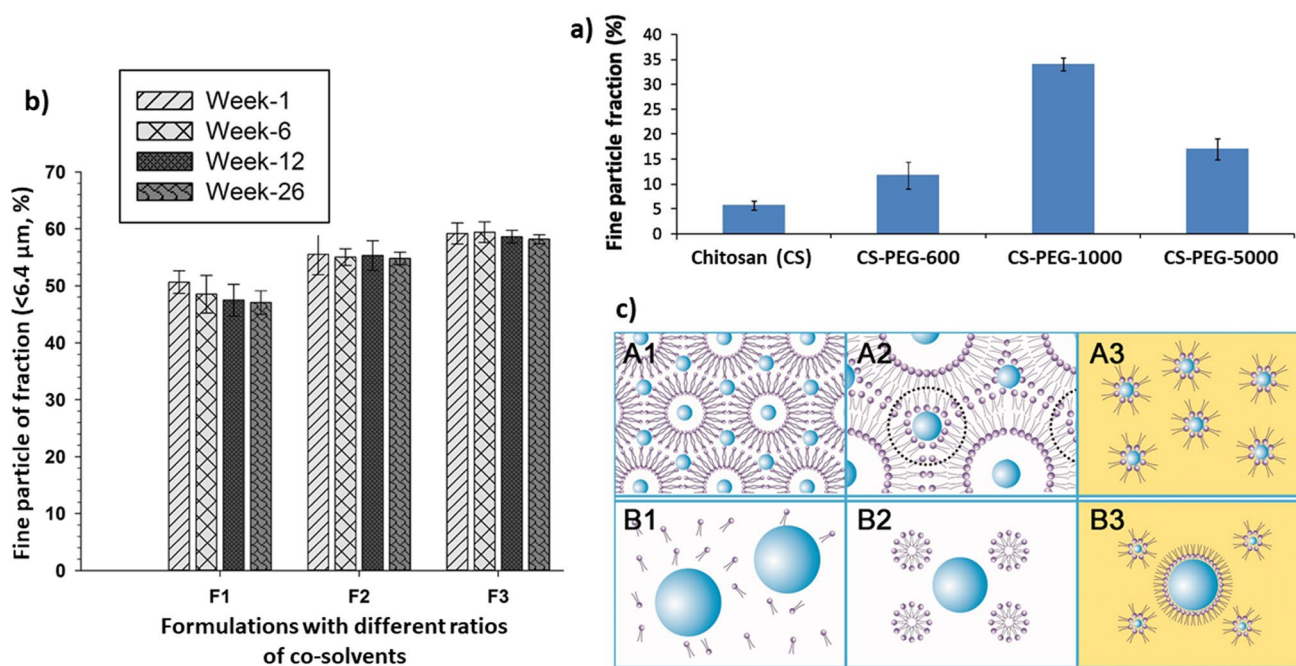 a)
Fine particle fraction (%)
40
35
30
25
20
15
10
5
0
Chitosan (CS)
CS-PEG-600
CS-PEG-1000
CS-PEG-5000
b)
Week-1
Week-6
Week-12
Week-26
Fine particle of fraction (<6.4 μm, %)
70
60
50
40
30
20
10
0
F1
F2
F3
Formulations with different ratios
of co-solvents
c)
A1
A2
A3
B1
B2
B3